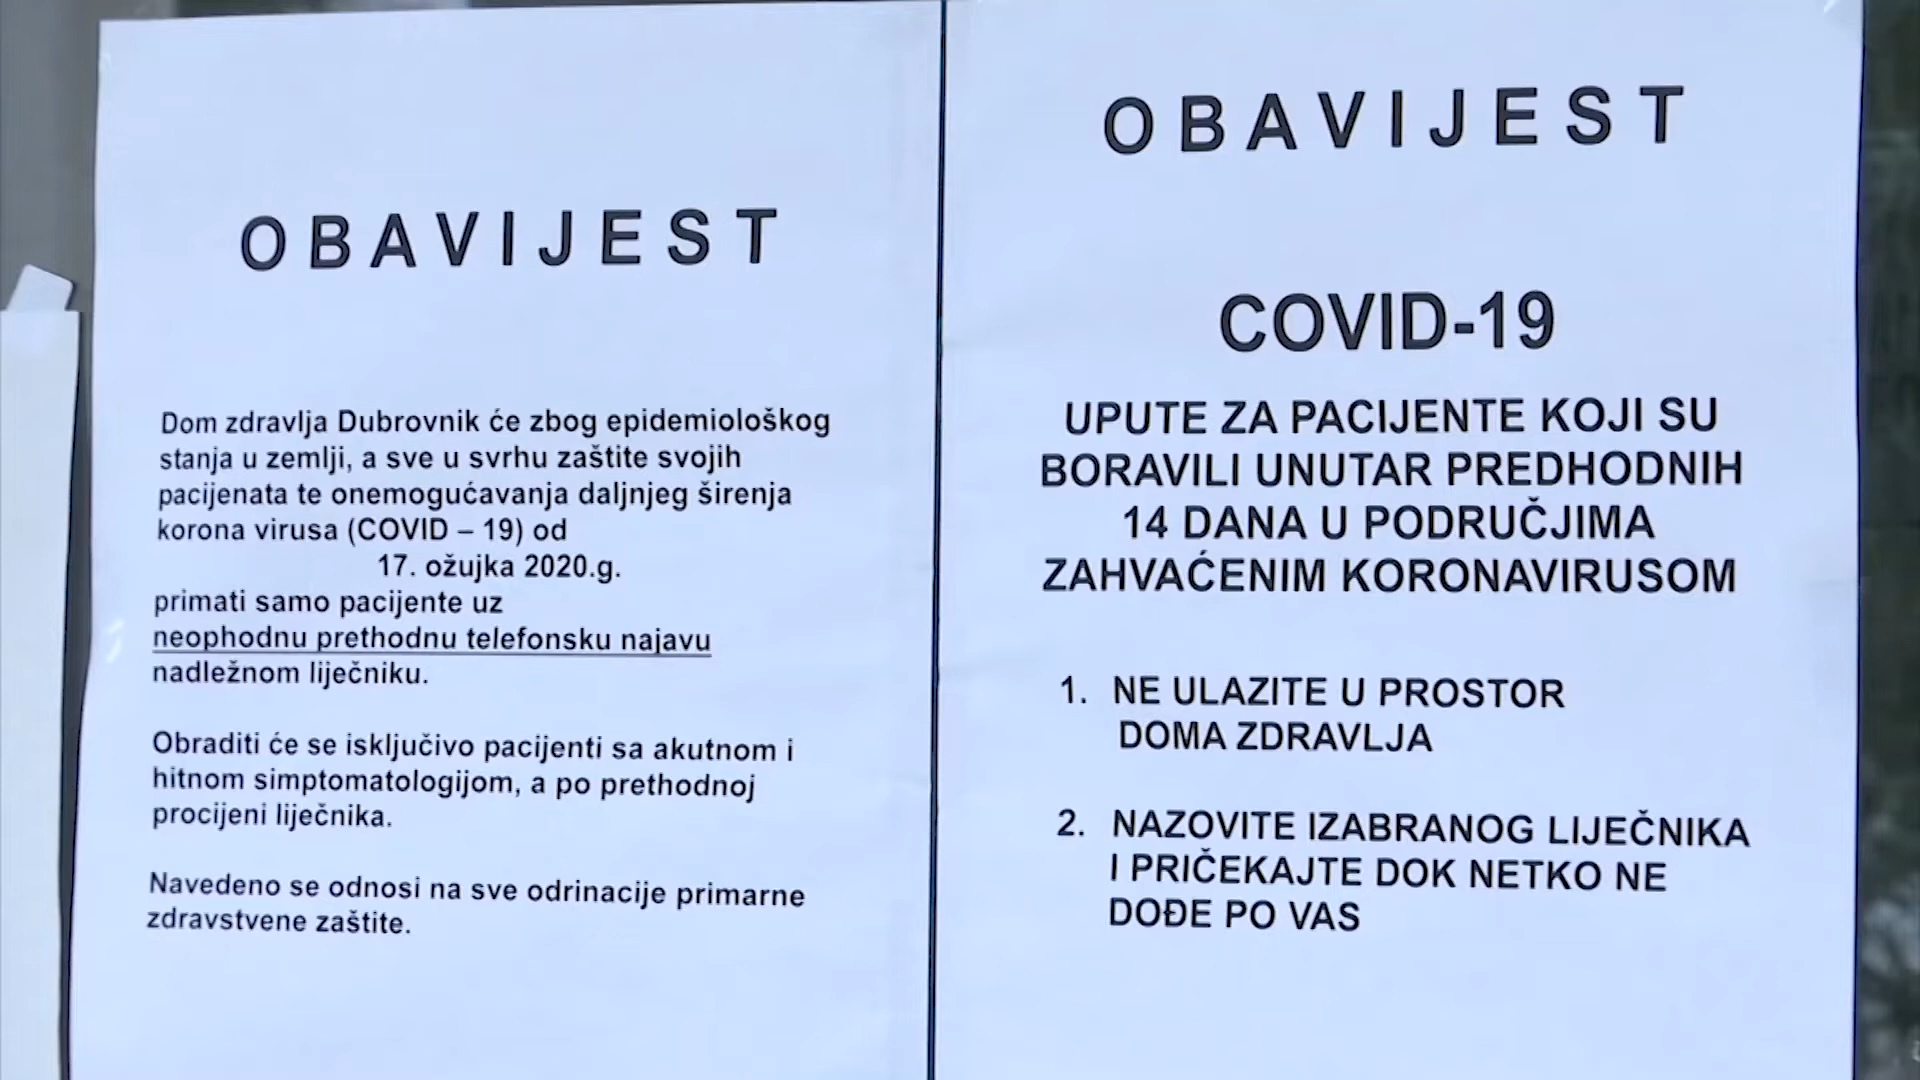 O B A V I J E S T
Dom zdravlja Dubrovnik će zbog epidemiološkog
stanja u zemlji, a sve u svrhu zaštite svojih
pacijenata te onemogućavanja daljnjeg širenja
korona virusa (COVID – 19) od
17. ožujka 2020.g.
primati samo pacijente uz
neophodnu prethodnu telefonsku najavu
nadležnom liječniku.
Obraditi će se isključivo pacijenti sa akutnom i
hitnom simptomatologijom, a po prethodnoj
procijeni liječnika.
Navedeno se odnosi na sve odrinacije primarne
zdravstvene zaštite.
O B A V I J E S T
COVID-19
UPUTE ZA PACIJENTE KOJI SU
BORAVILI UNUTAR PREDHODNIH
14 DANA U PODRUČJIMA
ZAHVAĆENIM KORONAVIRUSOM
1. NE ULAZITE U PROSTOR
DOMA ZDRAVLJA
2. NAZOVITE IZABRANOG LIJEČNIKA
I PRIČEKAJTE DOK NETKO NE
DOĐE PO VAS